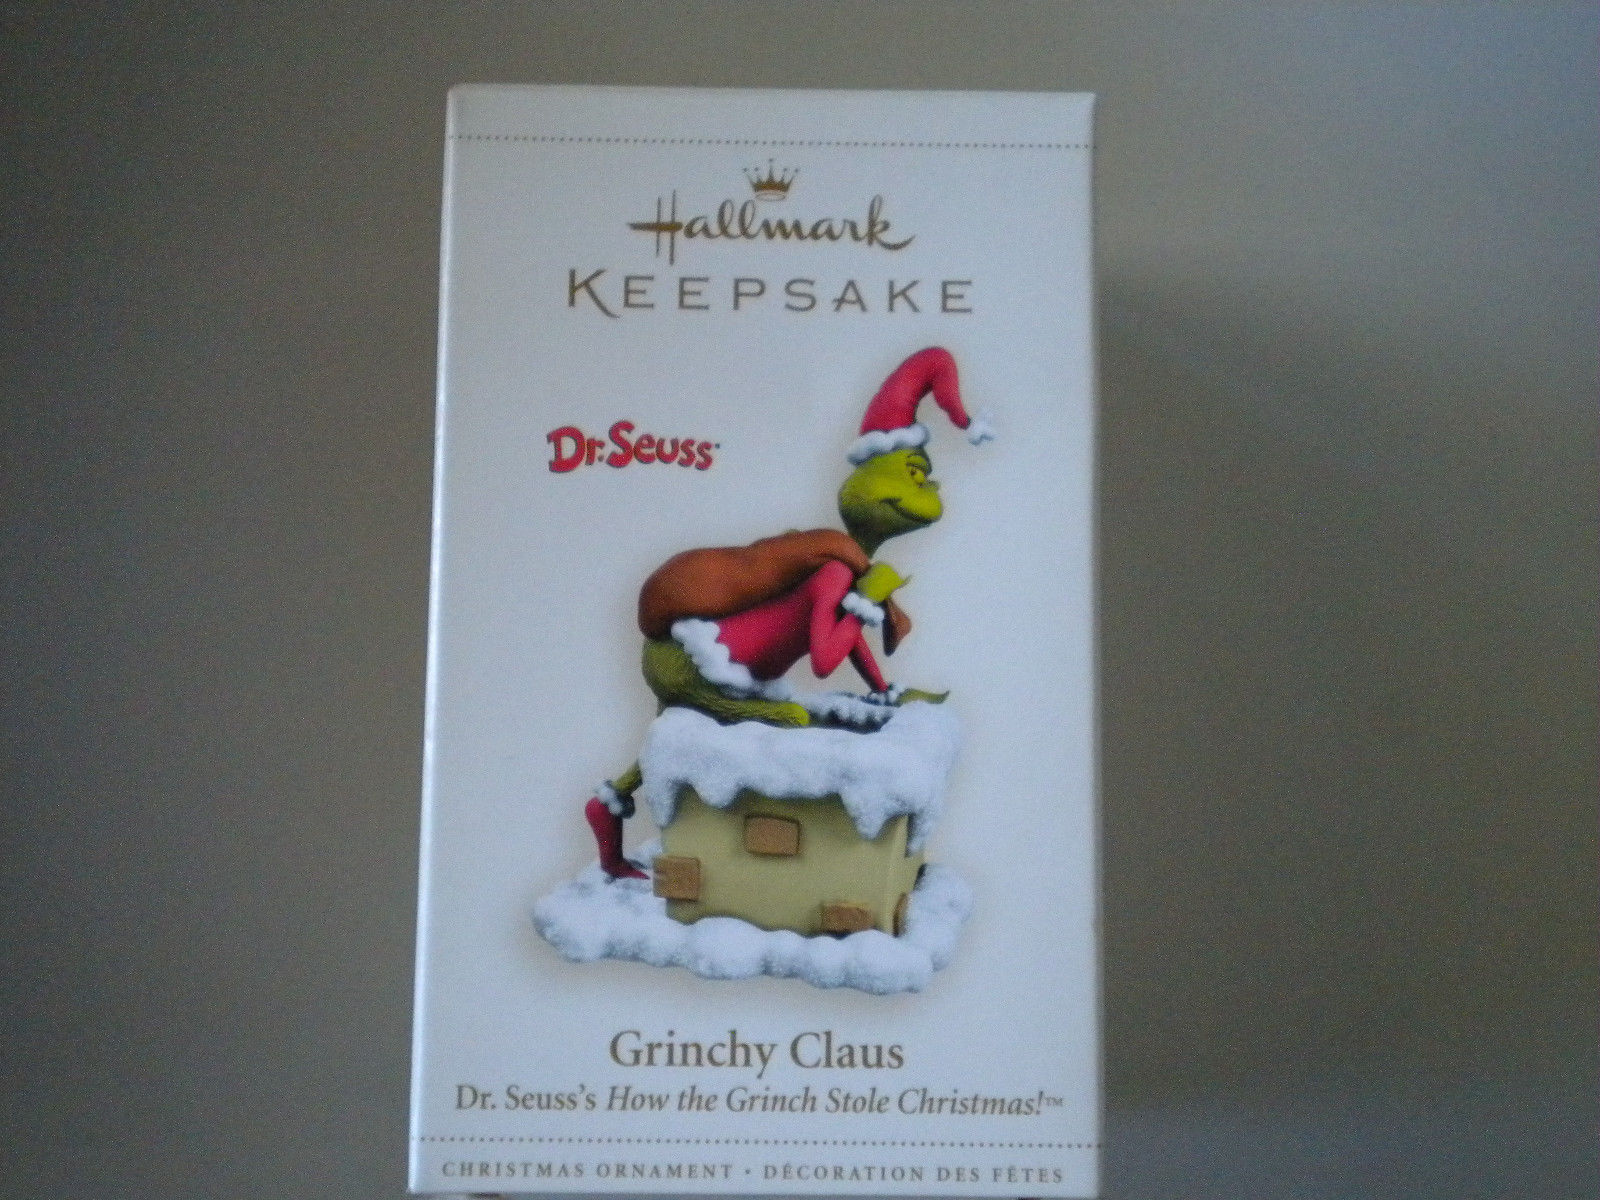 Hallmark
KEEPSAKE
Dr. Seuss
Grinchy Claus
Dr. Seuss's How the Grinch Stole Christmas!™
CHRISTMAS ORNAMENT • DÉCORATION DES FÊTES